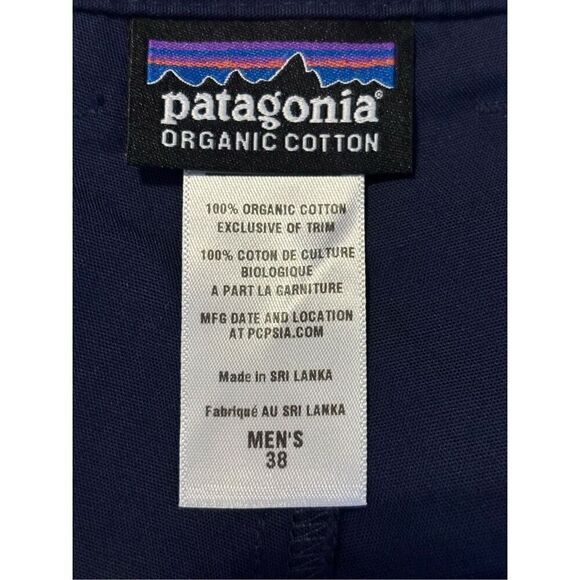 patagonia®
ORGANIC COTTON
100% ORGANIC COTTON
EXCLUSIVE OF TRIM
100% COTON DE CULTURE
BIOLOGIQUE
A PART LA GARNITURE
MFG DATE AND LOCATION
AT PCPSIA.COM
Made in SRI LANKA
Fabriqué AU SRI LANKA
MEN'S
38